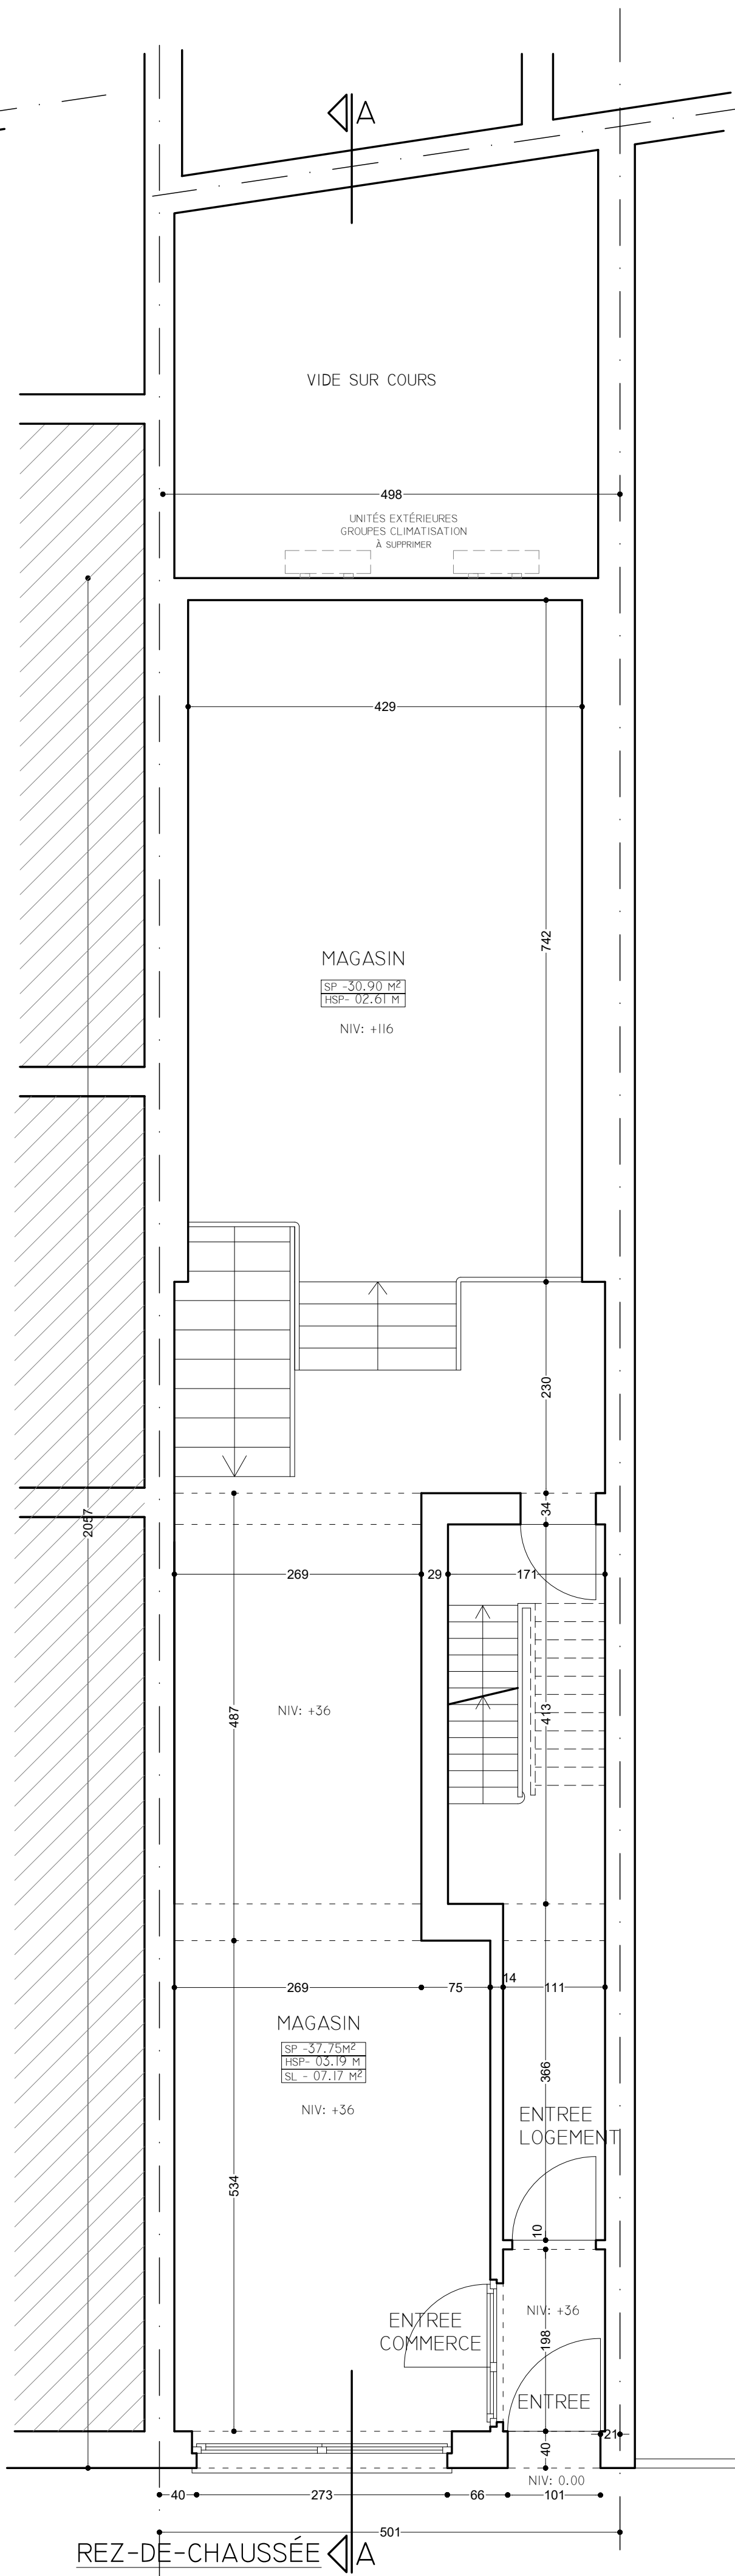 A
VIDE SUR COURS
498
UNITÉS EXTÉRIEURES
GROUPES CLIMATISATION
À SUPPRIMER
429
742
MAGASIN
SP -30.90 M²
HSP- 02.61 M
NIV: +116
230
34
2057
269
29
171
NIV: +36
487
413
269
75
14
111
MAGASIN
SP -37.75M²
HSP- 03.19 M
SL - 07.17 M²
NIV: +36
366
ENTREE
LOGEMENT
534
10
NIV: +36
ENTREE
COMMERCE
198
ENTREE
21
40
NIV: 0.00
40
273
66
101
501
REZ-DE-CHAUSSÉE
A